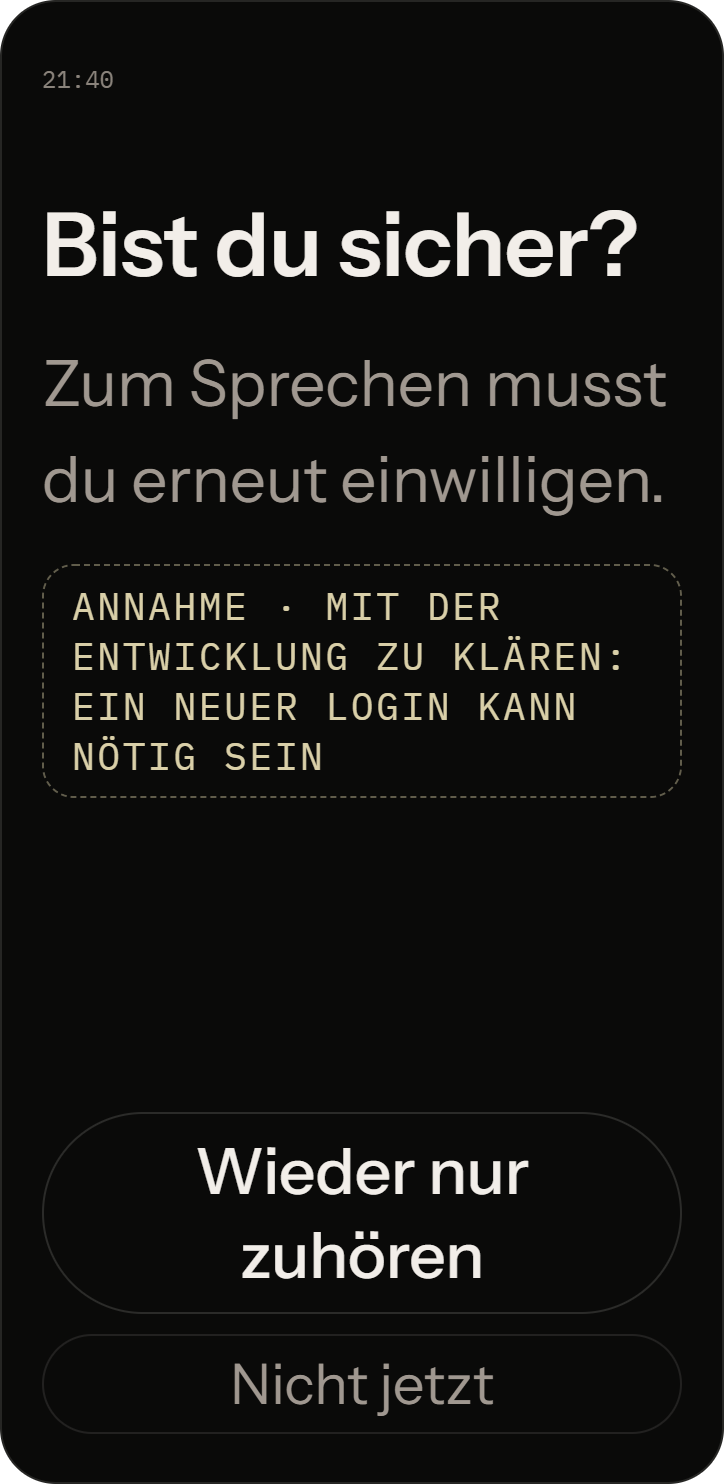 21:40
Bist du sicher?
Zum Sprechen musst
du erneut einwilligen.
ANNAHME · MIT DER
ENTWICKLUNG ZU KLÄREN:
EIN NEUER LOGIN KANN
NÖTIG SEIN
Wieder nur
zuhören
Nicht jetzt